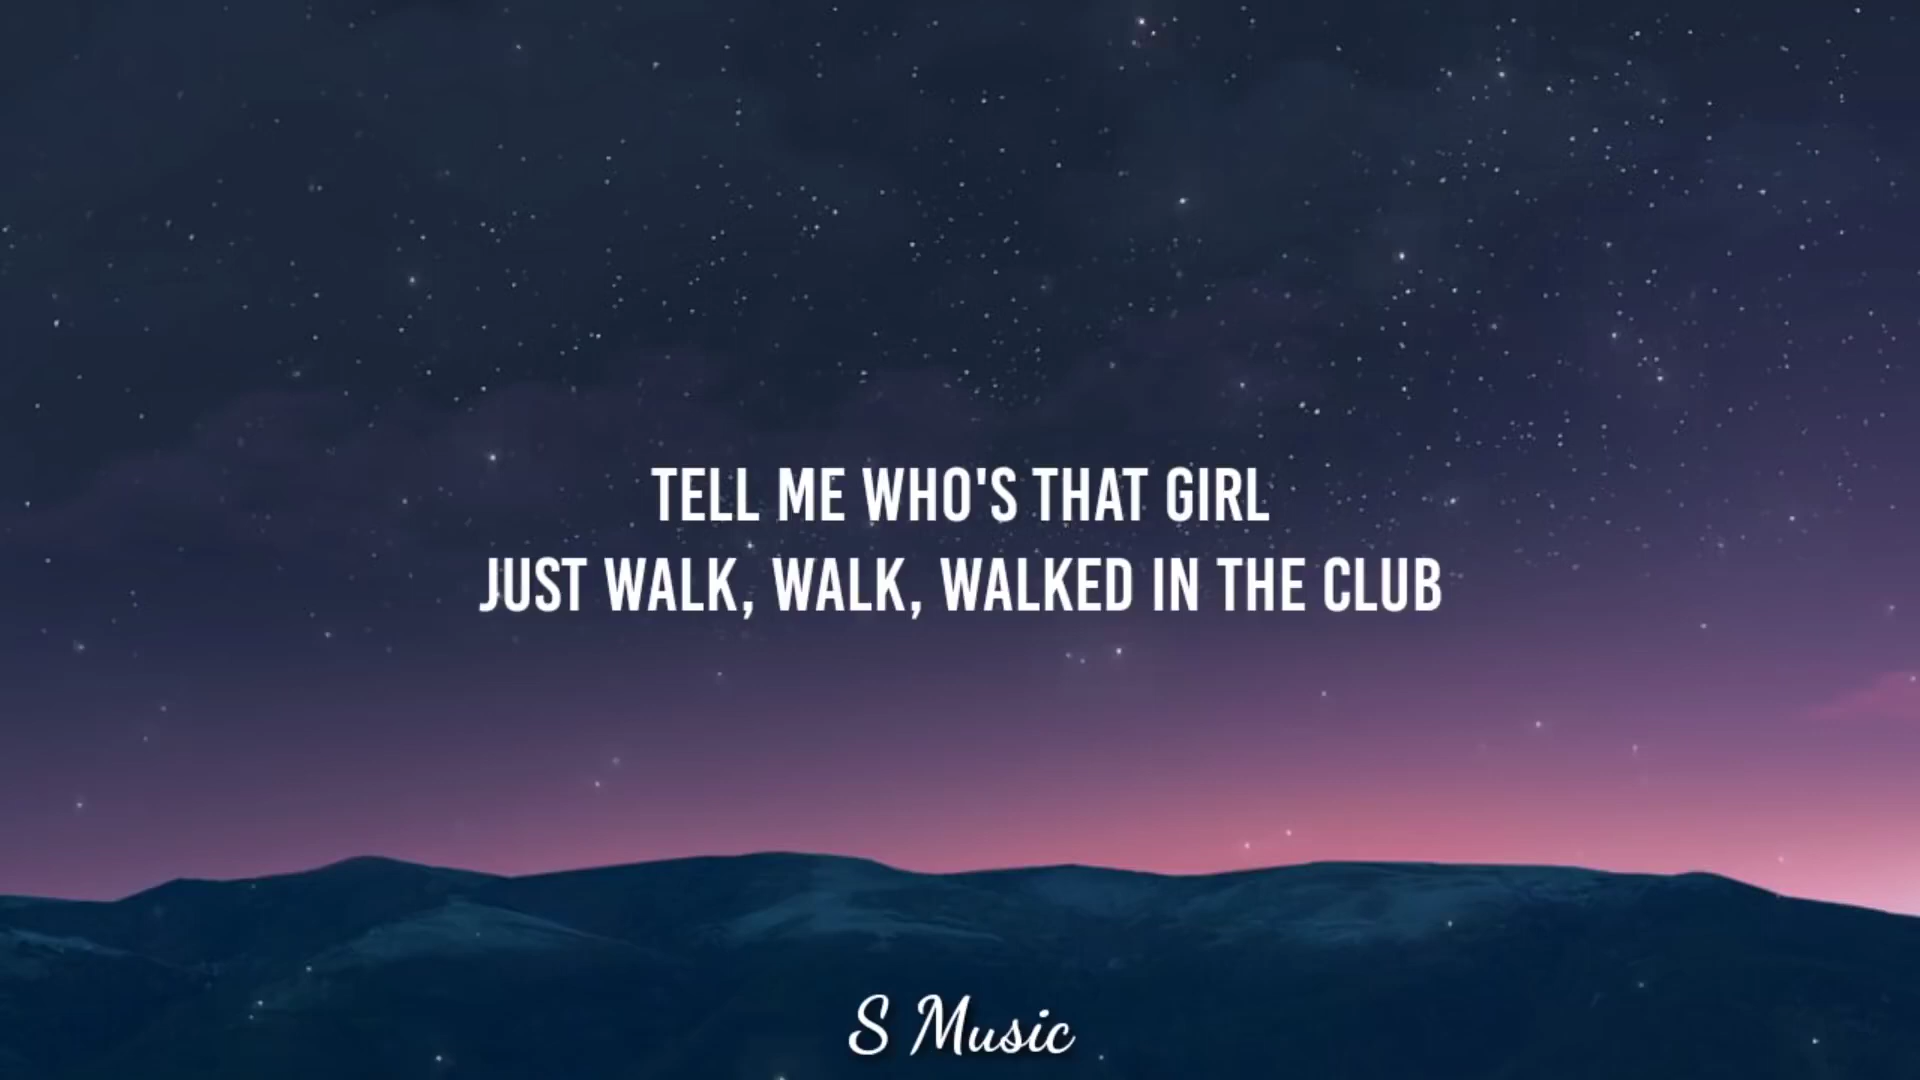 TELL ME WHO'S THAT GIRL
JUST WALK, WALK, WALKED IN THE CLUB
S Music